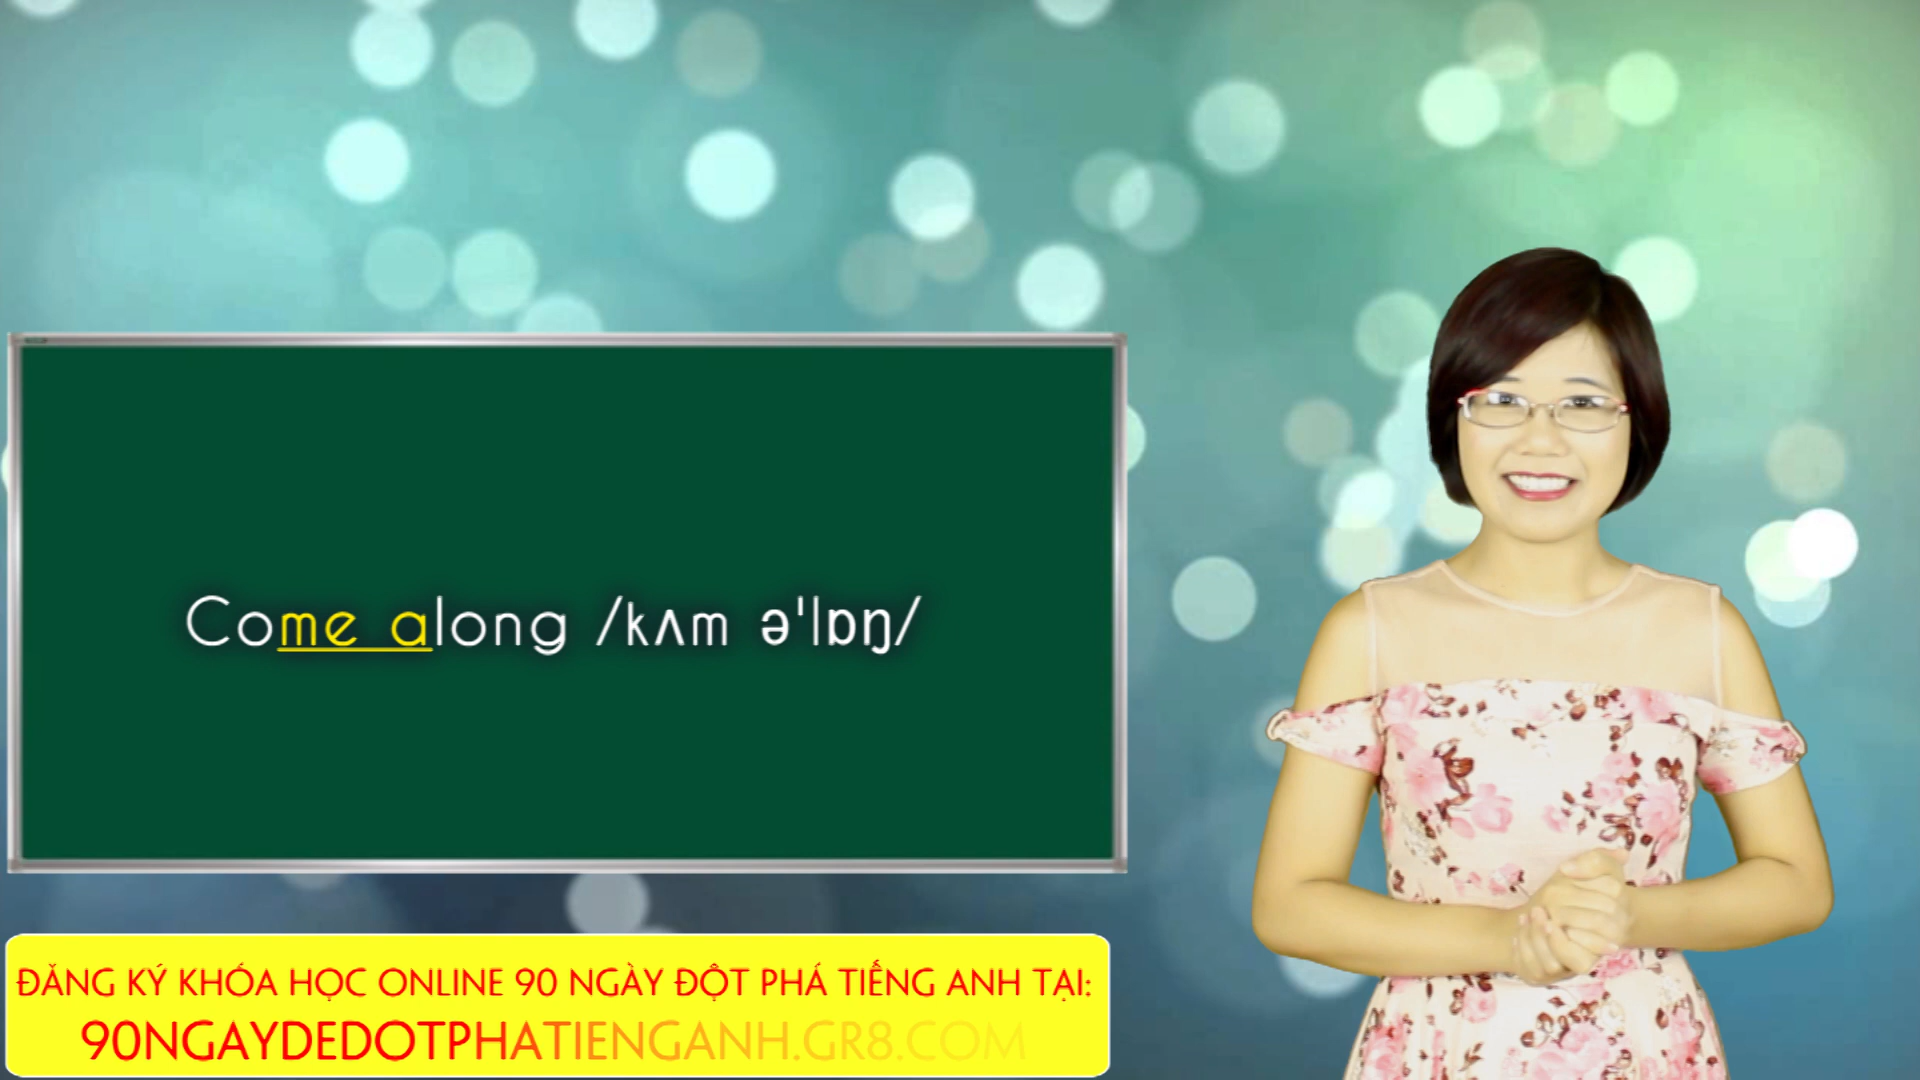 Come along /kʌm ə'lɒŋ/
ĐĂNG KÝ KHÓA HỌC ONLINE 90 NGÀY ĐỘT PHÁ TIẾNG ANH TẠI:
90NGAYDEDOTPHATIENGANH.GR8.COM